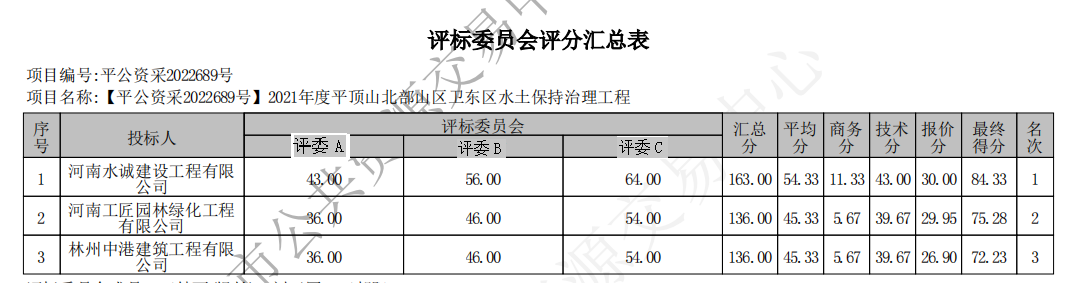 评标委员会评分汇总表
项目编号:平公资采2022689号
项目名称:【平公资采2022689号】2021年度平顶山北部山区卫东区水土保持治理工程
序号 投标人 评标委员会 汇总分 平均分 商务分 技术分 报价分 最终得分 名次
评委 A 评委 B 评委 C
1 河南水诚建设工程有限公司 43.00 56.00 64.00 163.00 54.33 11.33 43.00 30.00 84.33 1
2 河南工匠园林绿化工程有限公司 36.00 46.00 54.00 136.00 45.33 5.67 39.67 29.95 75.28 2
3 林州中港建筑工程有限公司 36.00 46.00 54.00 136.00 45.33 5.67 39.67 26.90 72.23 3